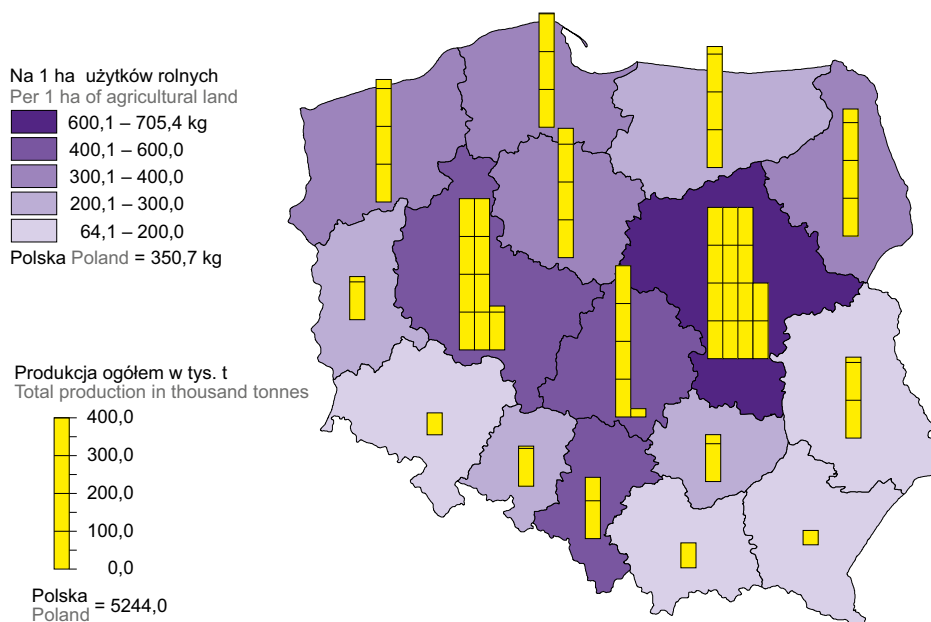 Na 1 ha użytków rolnych
Per 1 ha of agricultural land
600,1 – 705,4 kg
400,1 – 600,0
300,1 – 400,0
200,1 – 300,0
64,1 – 200,0
Polska Poland = 350,7 kg
Produkcja ogółem w tys. t
Total production in thousand tonnes
400,0
300,0
200,0
100,0
0,0
Polska
Poland = 5244,0